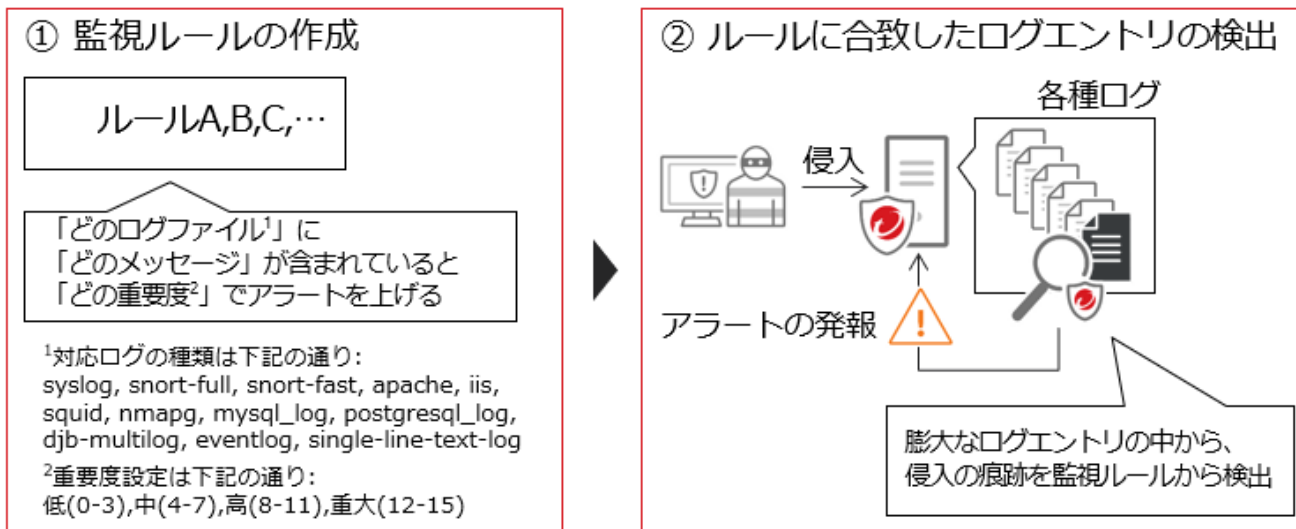 ① 監視ルールの作成
ルールA,B,C,…
「どのログファイル¹」に
「どのメッセージ」が含まれていると
「どの重要度²」でアラートを上げる
¹対応ログの種類は下記の通り:
syslog, snort-full, snort-fast, apache, iis,
squid, nmapg, mysql_log, postgresql_log,
djb-multilog, eventlog, single-line-text-log
²重要度設定は下記の通り:
低(0-3),中(4-7),高(8-11),重大(12-15)
② ルールに合致したログエントリの検出
各種ログ
侵入
アラートの発報
膨大なログエントリの中から、
侵入の痕跡を監視ルールから検出